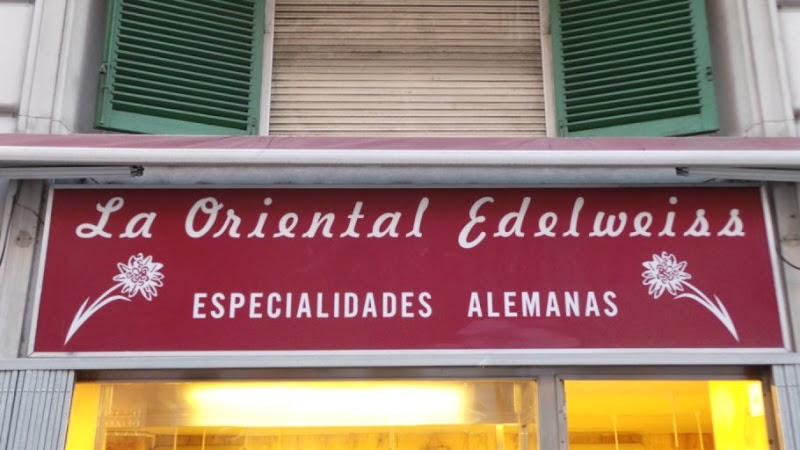 La Oriental Edelweiss
ESPECIALIDADES ALEMANAS